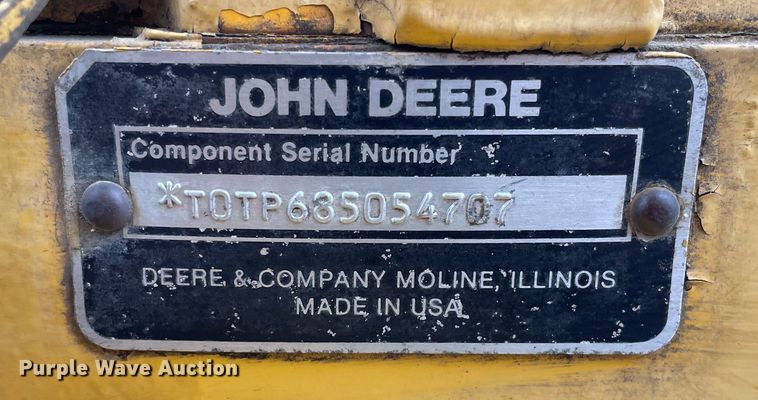 JOHN DEERE
Component Serial Number
*T0TP685054707
DEERE & COMPANY MOLINE, ILLINOIS
MADE IN USA
Purple Wave Auction